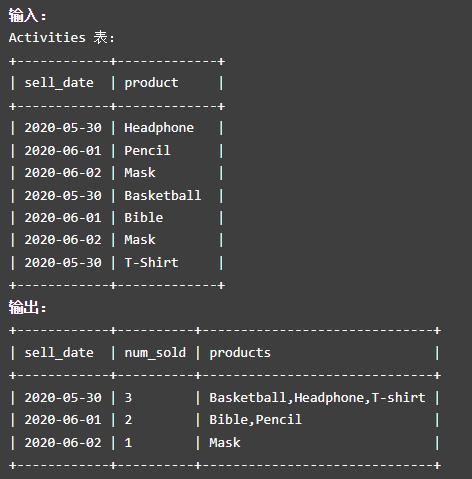 输入：
Activities 表：
+------------+-------------+
| sell_date  | product     |
+------------+-------------+
| 2020-05-30 | Headphone   |
| 2020-06-01 | Pencil      |
| 2020-06-02 | Mask        |
| 2020-05-30 | Basketball  |
| 2020-06-01 | Bible       |
| 2020-06-02 | Mask        |
| 2020-05-30 | T-Shirt     |
+------------+-------------+
输出：
+------------+----------+------------------------------+
| sell_date  | num_sold | products                     |
+------------+----------+------------------------------+
| 2020-05-30 | 3        | Basketball,Headphone,T-shirt |
| 2020-06-01 | 2        | Bible,Pencil                 |
| 2020-06-02 | 1        | Mask                         |
+------------+----------+------------------------------+